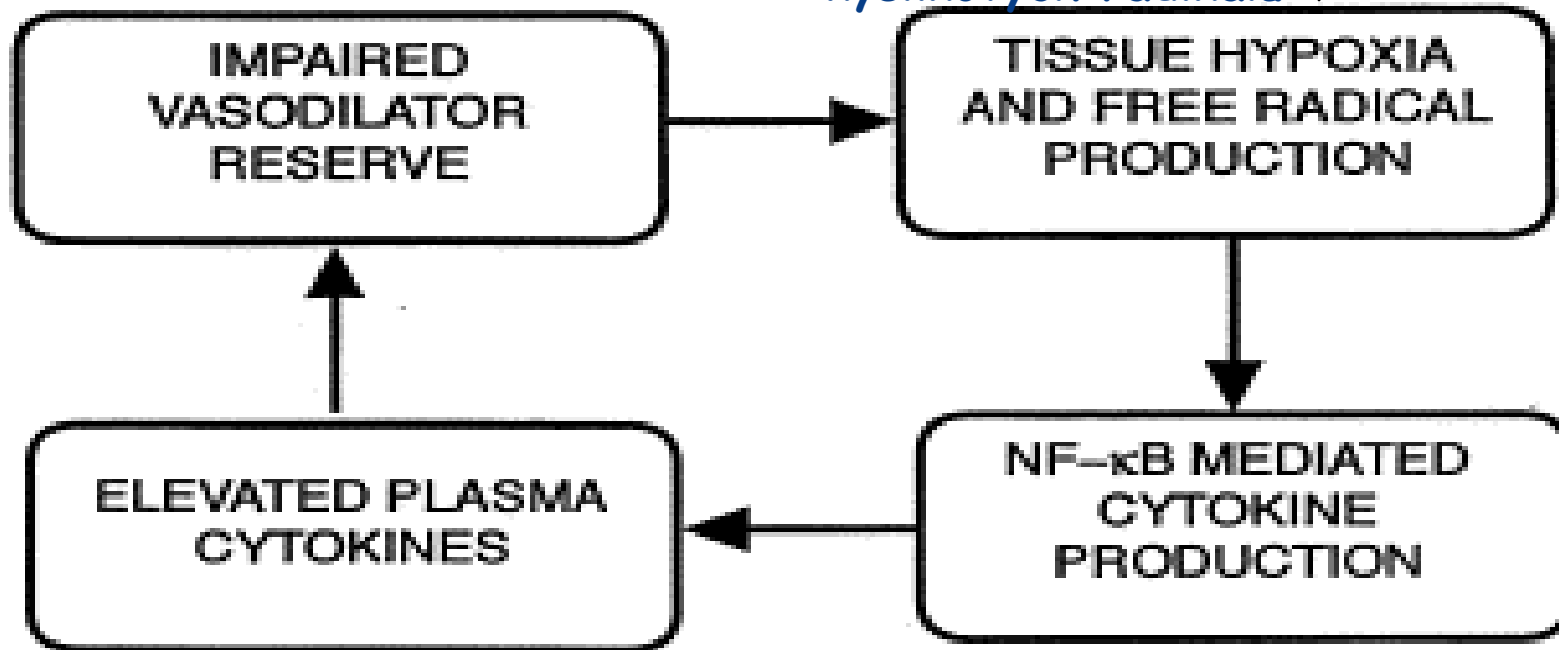 IMPAIRED
VASODILATOR
RESERVE
TISSUE HYPOXIA
AND FREE RADICAL
PRODUCTION
ELEVATED PLASMA
CYTOKINES
NF-κB MEDIATED
CYTOKINE
PRODUCTION